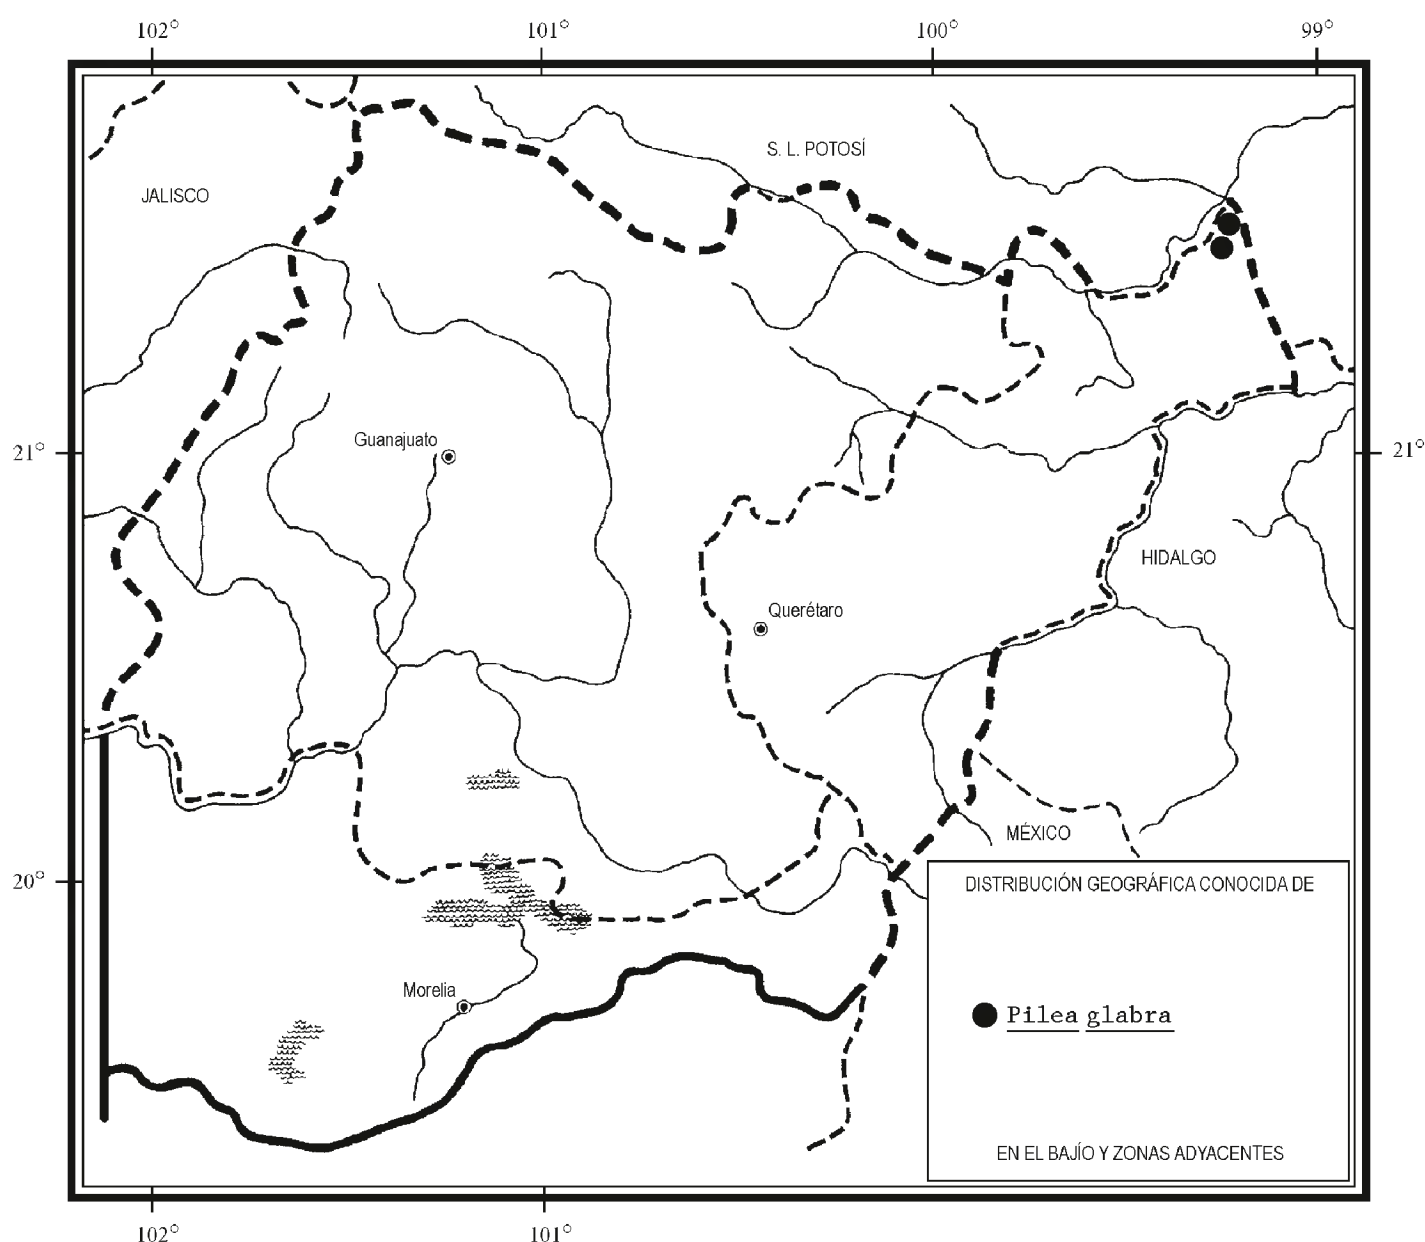 102° 101° 100° 99°
S. L. POTOSÍ
JALISCO
Guanajuato
21° 21°
HIDALGO
Querétaro
MÉXICO
20°
DISTRIBUCIÓN GEOGRÁFICA CONOCIDA DE
Morelia
Pilea glabra
EN EL BAJÍO Y ZONAS ADYACENTES
102° 101°